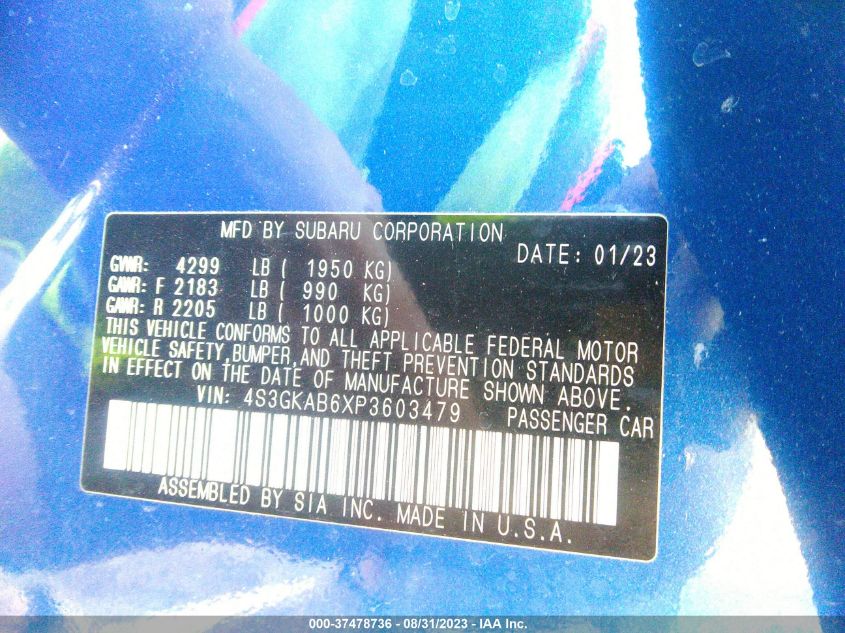 MFD BY SUBARU CORPORATION
DATE: 01/23
GVWR: 4299 LB ( 1950 KG)
GAWR: F 2183 LB ( 990 KG)
GAWR: R 2205 LB ( 1000 KG)
THIS VEHICLE CONFORMS TO ALL APPLICABLE FEDERAL MOTOR
VEHICLE SAFETY, BUMPER, AND THEFT PREVENTION STANDARDS
IN EFFECT ON THE DATE OF MANUFACTURE SHOWN ABOVE.
VIN: 4S3GKAB6XP3603479 PASSENGER CAR
ASSEMBLED BY SIA INC. MADE IN U.S.A.
000-37478736 - 08/31/2023 - IAA Inc.